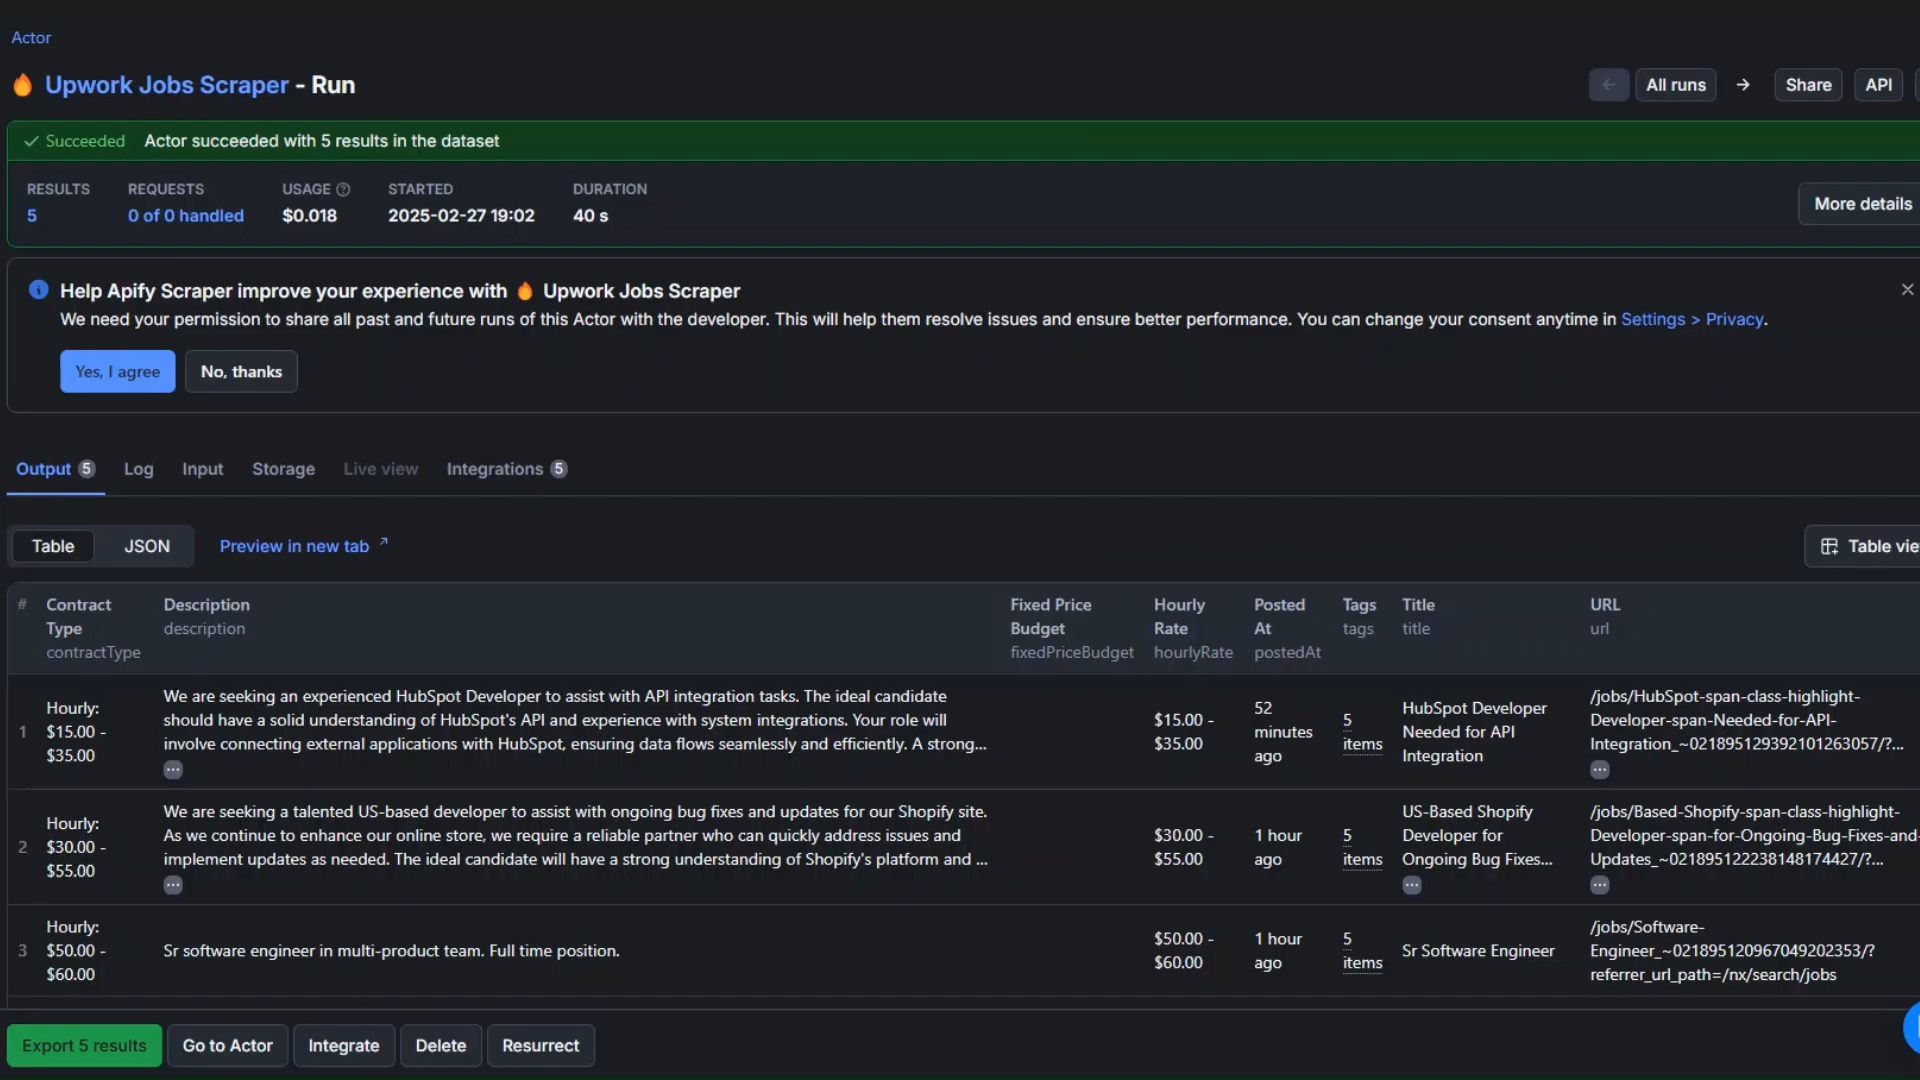 Actor
Upwork Jobs Scraper - Run
All runs
Share
API
Succeeded Actor succeeded with 5 results in the dataset
RESULTS REQUESTS USAGE STARTED DURATION
5 0 of 0 handled $0.018 2025-02-27 19:02 40 s
More details
Help Apify Scraper improve your experience with Upwork Jobs Scraper
We need your permission to share all past and future runs of this Actor with the developer. This will help them resolve issues and ensure better performance. You can change your consent anytime in Settings > Privacy.
Yes, I agree No, thanks
Output 5 Log Input Storage Live view Integrations 5
Table JSON Preview in new tab
Table vie
#
Contract
Type
contractType
Description
description
Fixed Price
Budget
fixedPriceBudget
Hourly
Rate
hourlyRate
Posted
At
postedAt
Tags
tags
Title
title
URL
url
1
Hourly:
$15.00 -
$35.00
We are seeking an experienced HubSpot Developer to assist with API integration tasks. The ideal candidate
should have a solid understanding of HubSpot's API and experience with system integrations. Your role will
involve connecting external applications with HubSpot, ensuring data flows seamlessly and efficiently. A strong...
...
$15.00 -
$35.00
52
minutes
ago
5
items
HubSpot Developer
Needed for API
Integration
/jobs/HubSpot-span-class-highlight-
Developer-span-Needed-for-API-
Integration_~021895129392101263057/?...
...
2
Hourly:
$30.00 -
$55.00
We are seeking a talented US-based developer to assist with ongoing bug fixes and updates for our Shopify site.
As we continue to enhance our online store, we require a reliable partner who can quickly address issues and
implement updates as needed. The ideal candidate will have a strong understanding of Shopify's platform and ...
...
$30.00 -
$55.00
1 hour
ago
5
items
US-Based Shopify
Developer for
Ongoing Bug Fixes...
...
/jobs/Based-Shopify-span-class-highlight-
Developer-span-for-Ongoing-Bug-Fixes-and-
Updates_~021895122238148174427/?...
...
3
Hourly:
$50.00 -
$60.00
Sr software engineer in multi-product team. Full time position.
$50.00 -
$60.00
1 hour
ago
5
items
Sr Software Engineer
/jobs/Software-
Engineer_~021895120967049202353/?
referrer_url_path=/nx/search/jobs
Export 5 results Go to Actor Integrate Delete Resurrect